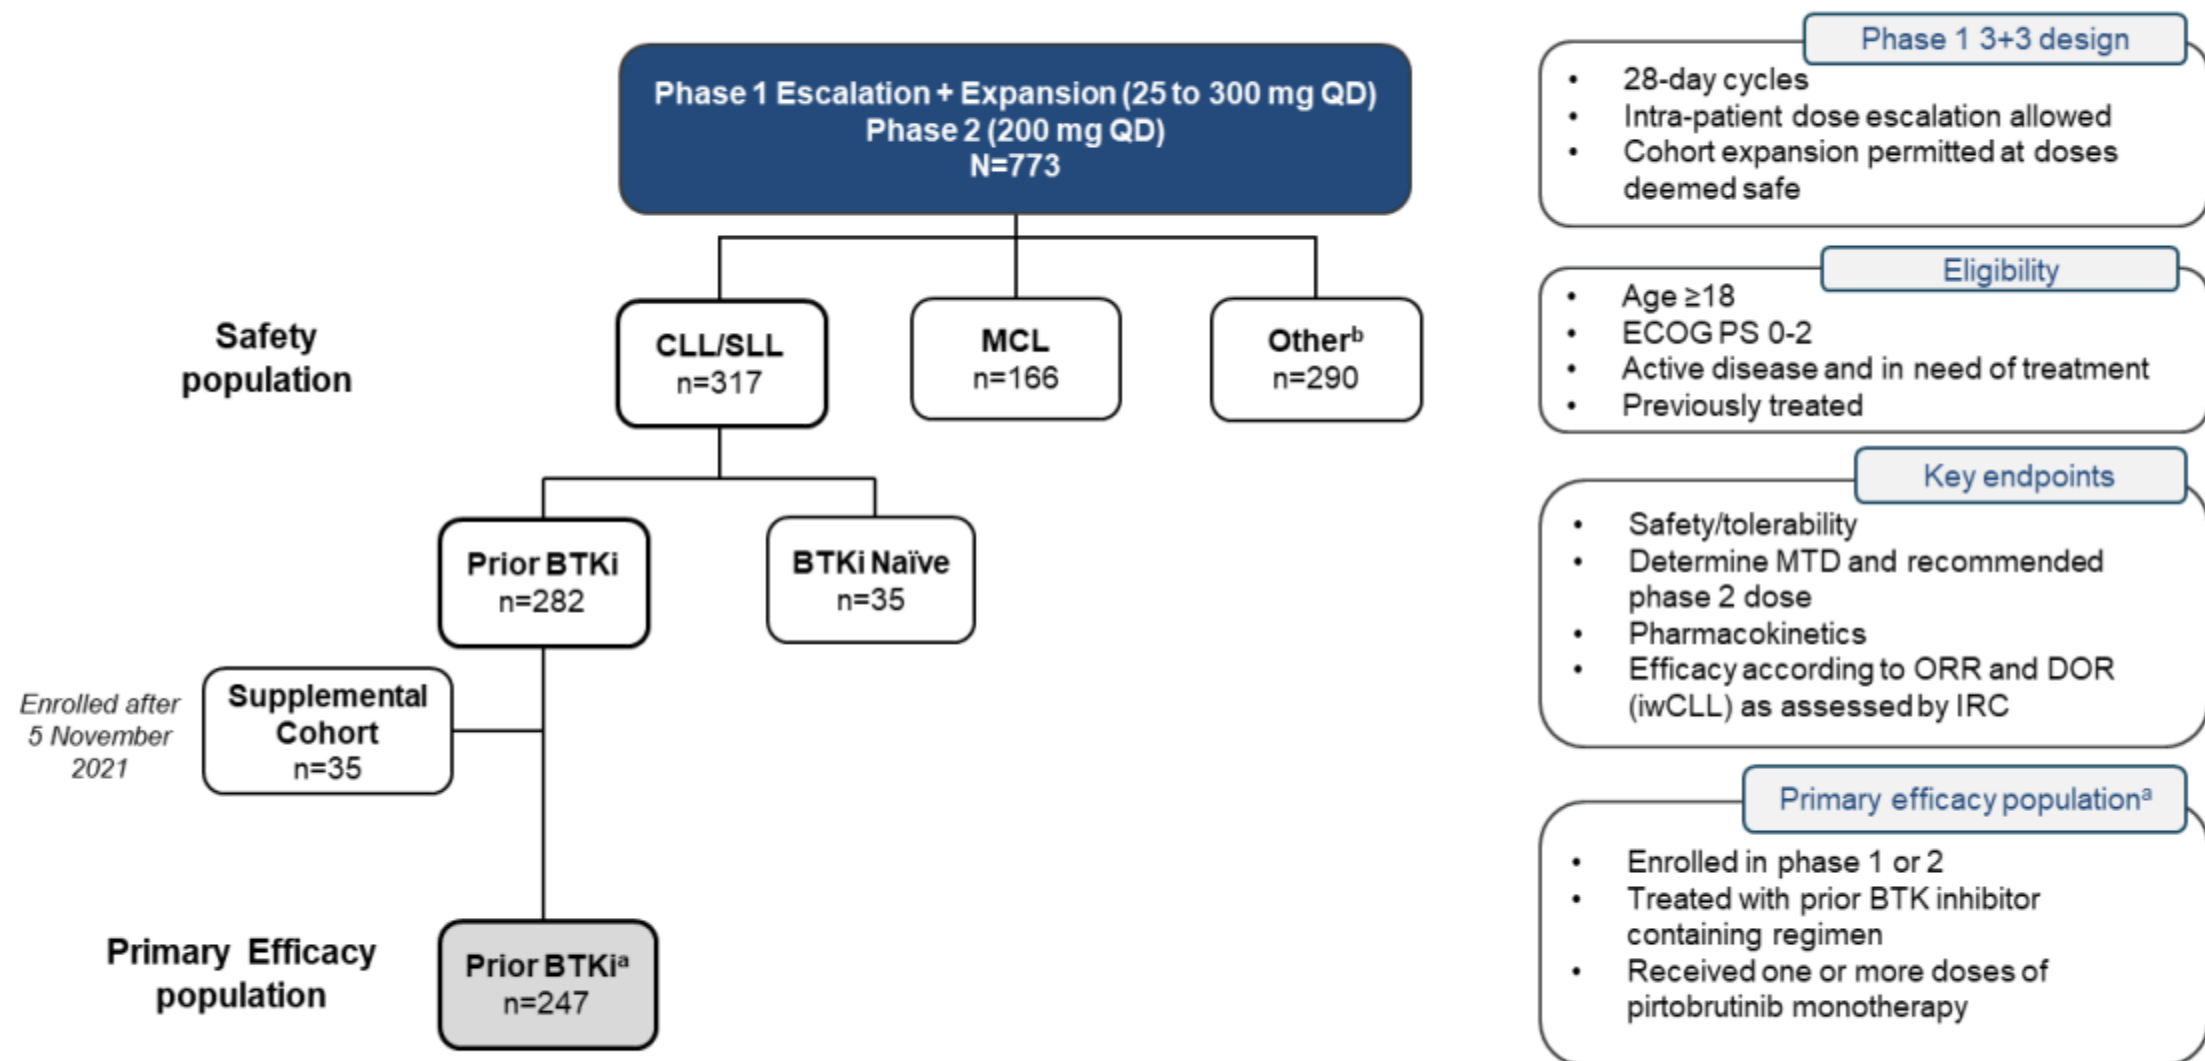 Phase 1 Escalation + Expansion (25 to 300 mg QD)
Phase 2 (200 mg QD)
N=773
Safety
population
CLL/SLL
n=317
MCL
n=166
Otherᵇ
n=290
Prior BTKi
n=282
BTKi Naïve
n=35
Enrolled after
5 November
2021
Supplemental
Cohort
n=35
Primary Efficacy
population
Prior BTKiᵃ
n=247
Phase 1 3+3 design
• 28-day cycles
• Intra-patient dose escalation allowed
• Cohort expansion permitted at doses
deemed safe
Eligibility
• Age ≥18
• ECOG PS 0-2
• Active disease and in need of treatment
• Previously treated
Key endpoints
• Safety/tolerability
• Determine MTD and recommended
phase 2 dose
• Pharmacokinetics
• Efficacy according to ORR and DOR
(iwCLL) as assessed by IRC
Primary efficacy populationᵃ
• Enrolled in phase 1 or 2
• Treated with prior BTK inhibitor
containing regimen
• Received one or more doses of
pirtobrutinib monotherapy